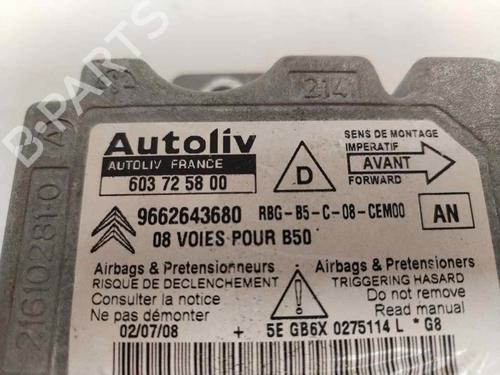 B-Parts
32
214
216102810
A
Autoliv
AUTOLIV FRANCE
603 72 58 00
D
SENS DE MONTAGE
IMPERATIF
AVANT
FORWARD
9662643680 RBG-B5-C-08-CEM00
AN
08 VOIES POUR B50
Airbags & Pretensionneurs
RISQUE DE DECLENCHEMENT
Consulter la notice
Ne pas démonter
Airbags & Pretensioners
TRIGGERING HASARD
Do not remove
Read manual
02/07/08 + 5E GB6X 0275114 L * G8